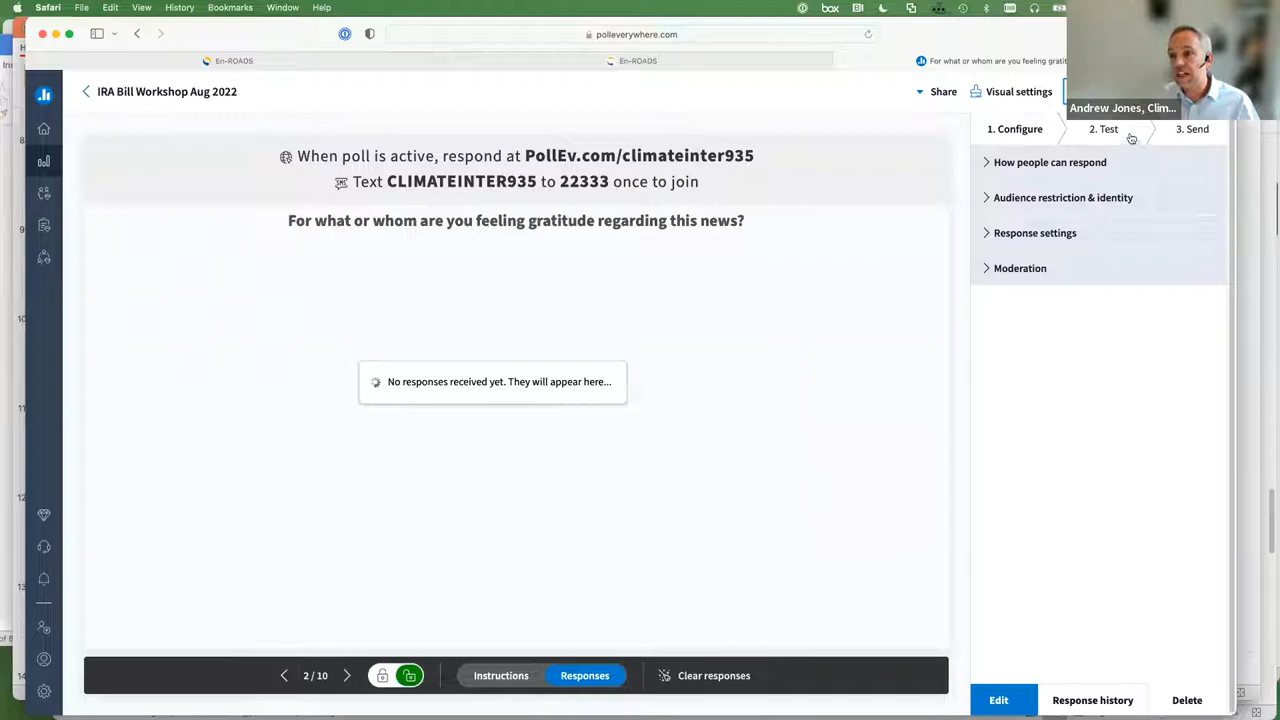 Safari File Edit View History Bookmarks Window Help
box
polleverywhere.com
En-ROADS
En-ROADS
For what or whom are you feeling grati
Andrew Jones, Clim...
IRA Bill Workshop Aug 2022
Share
Visual settings
1. Configure
2. Test
3. Send
When poll is active, respond at PollEv.com/climateinter935
Text CLIMATEINTER935 to 22333 once to join
For what or whom are you feeling gratitude regarding this news?
How people can respond
Audience restriction & identity
Response settings
Moderation
No responses received yet. They will appear here...
2 / 10
Instructions
Responses
Clear responses
Edit
Response history
Delete